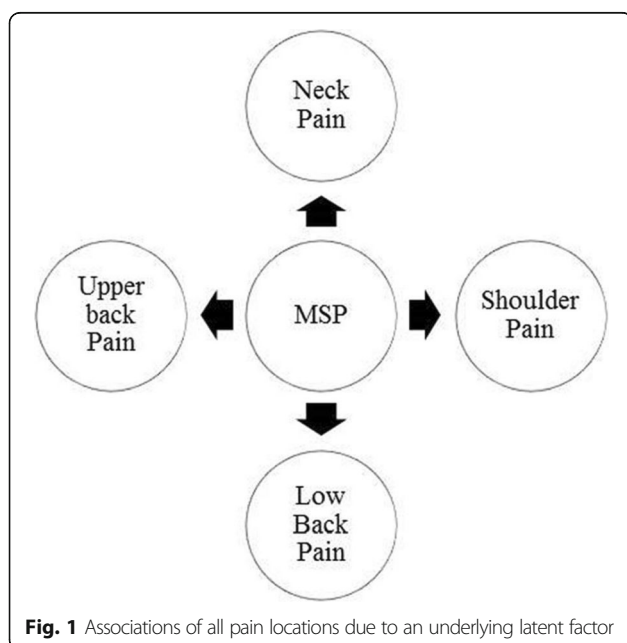 Neck
Pain
Upper
back
Pain
MSP
Shoulder
Pain
Low
Back
Pain
Fig. 1 Associations of all pain locations due to an underlying latent factor